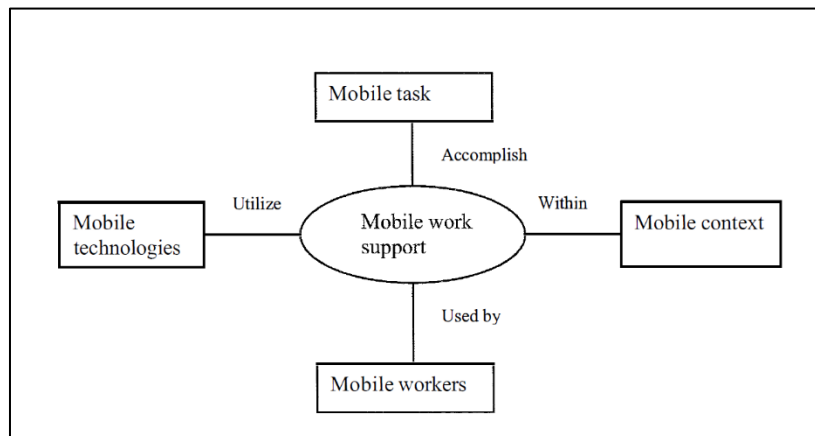 Mobile task
Accomplish
Utilize
Within
Mobile
technologies
Mobile work
support
Mobile context
Used by
Mobile workers